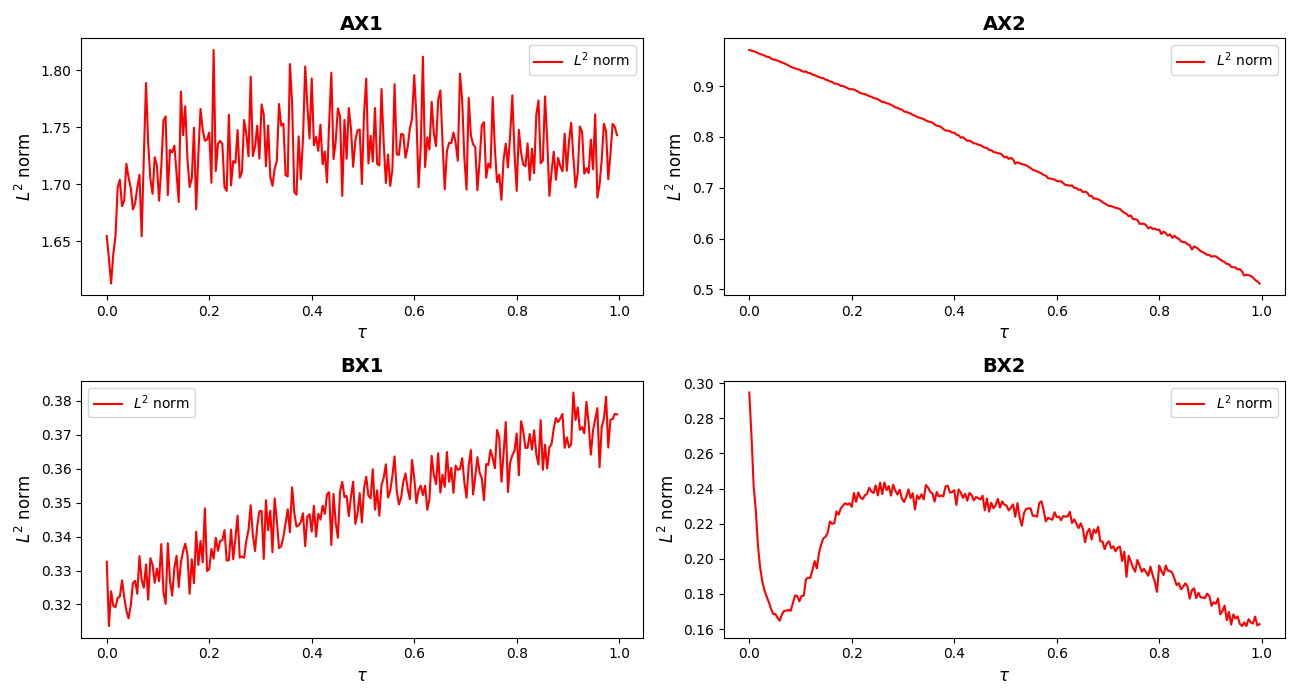 AX1
L² norm
1.80
1.75
1.70
1.65
L² norm
0.0 0.2 0.4 0.6 0.8 1.0
τ
AX2
L² norm
0.9
0.8
0.7
0.6
0.5
L² norm
0.0 0.2 0.4 0.6 0.8 1.0
τ
BX1
L² norm
0.38
0.37
0.36
0.35
0.34
0.33
0.32
L² norm
0.0 0.2 0.4 0.6 0.8 1.0
τ
BX2
L² norm
0.30
0.28
0.26
0.24
0.22
0.20
0.18
0.16
L² norm
0.0 0.2 0.4 0.6 0.8 1.0
τ